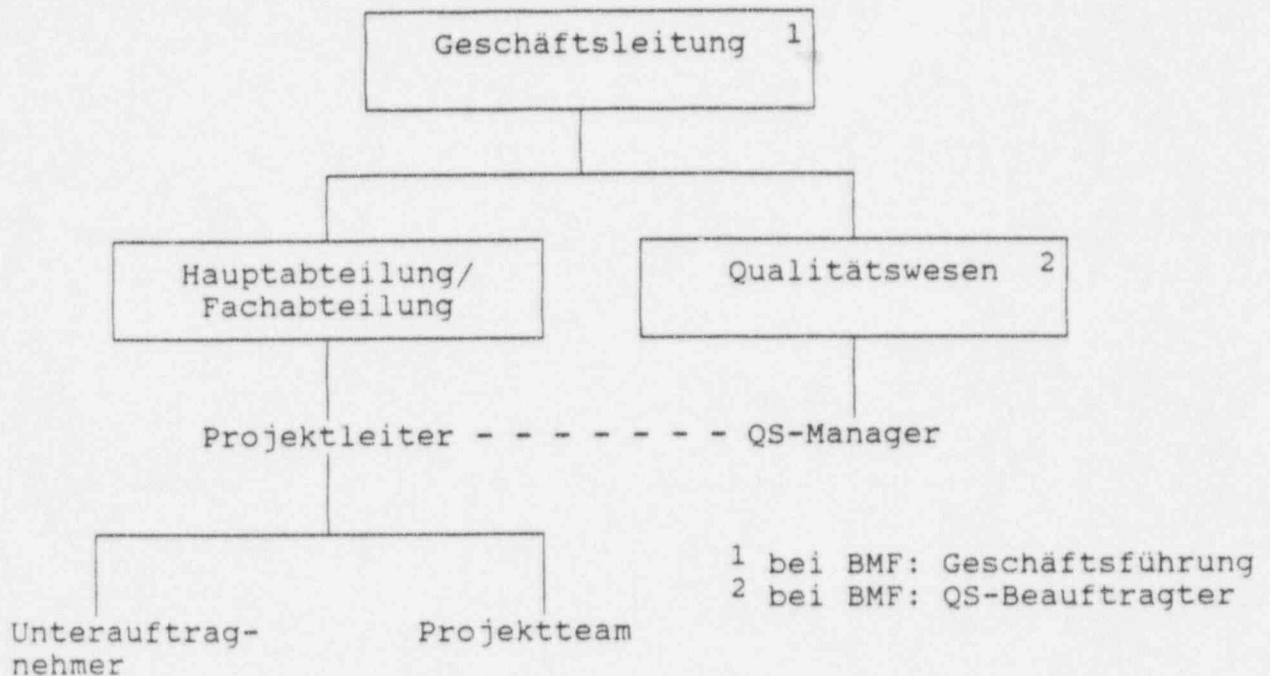 Geschäftsleitung 1
Hauptabteilung/
Fachabteilung
Qualitätswesen 2
Projektleiter - - - - - - - QS-Manager
Unterauftrag-
nehmer
Projektteam
1 bei BMF: Geschäftsführung
2 bei BMF: QS-Beauftragter